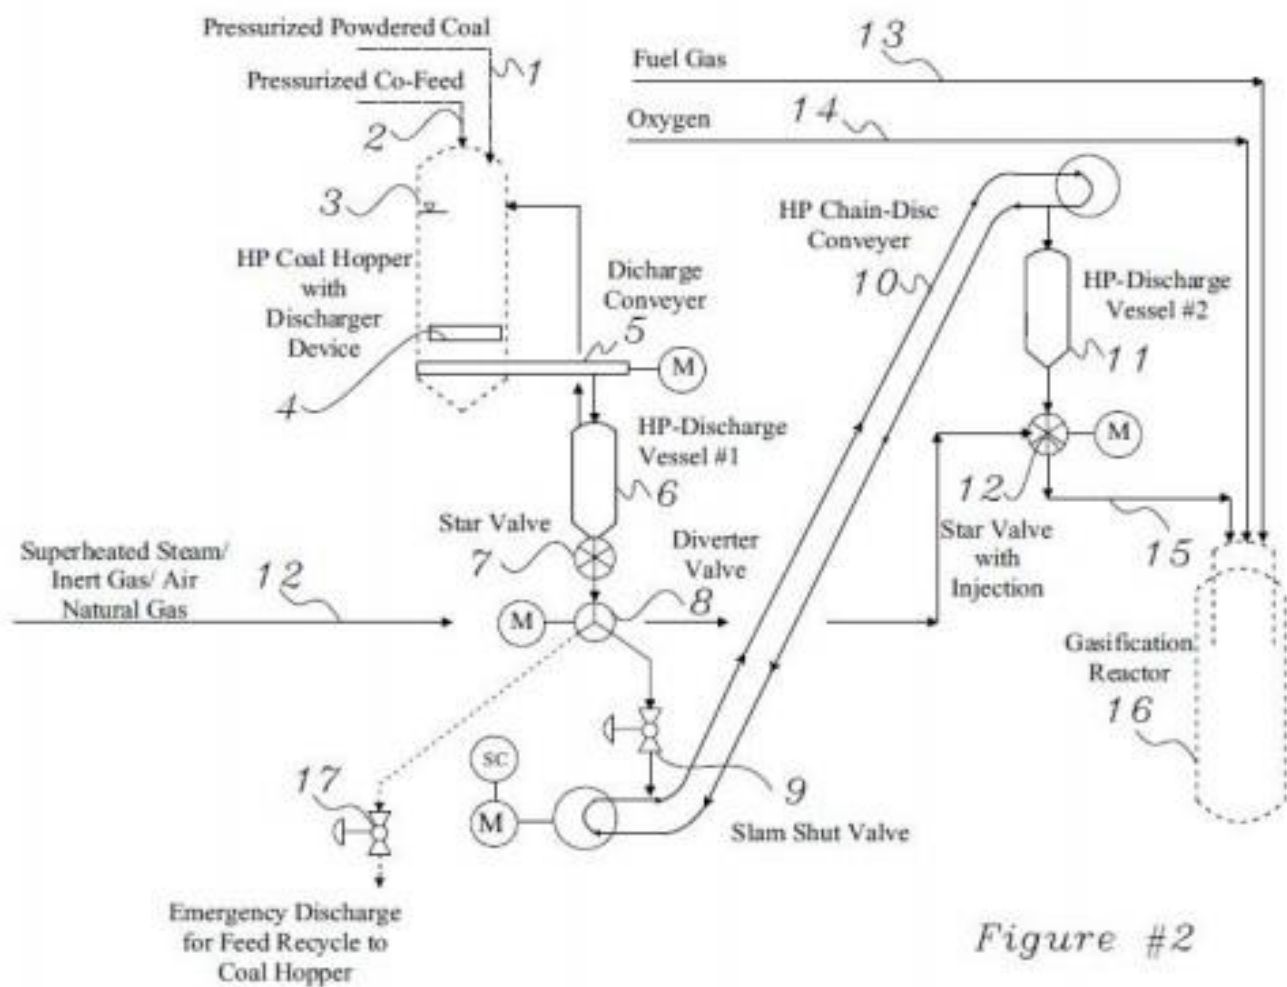 Pressurized Powdered Coal
1
Pressurized Co-Feed
2
3
HP Coal Hopper
with
Discharger
Device
4
Dicharge
Conveyer
5
M
HP-Discharge
Vessel #1
6
Star Valve
7
Diverter
Valve
8
M
Superheated Steam/
Inert Gas/ Air
Natural Gas
12
17
SC
M
9
Slam Shut Valve
Emergency Discharge
for Feed Recycle to
Coal Hopper
Fuel Gas
13
Oxygen
14
HP Chain-Disc
Conveyer
10
HP-Discharge
Vessel #2
11
M
12
Star Valve
with
Injection
15
Gasification
Reactor
16
Figure #2